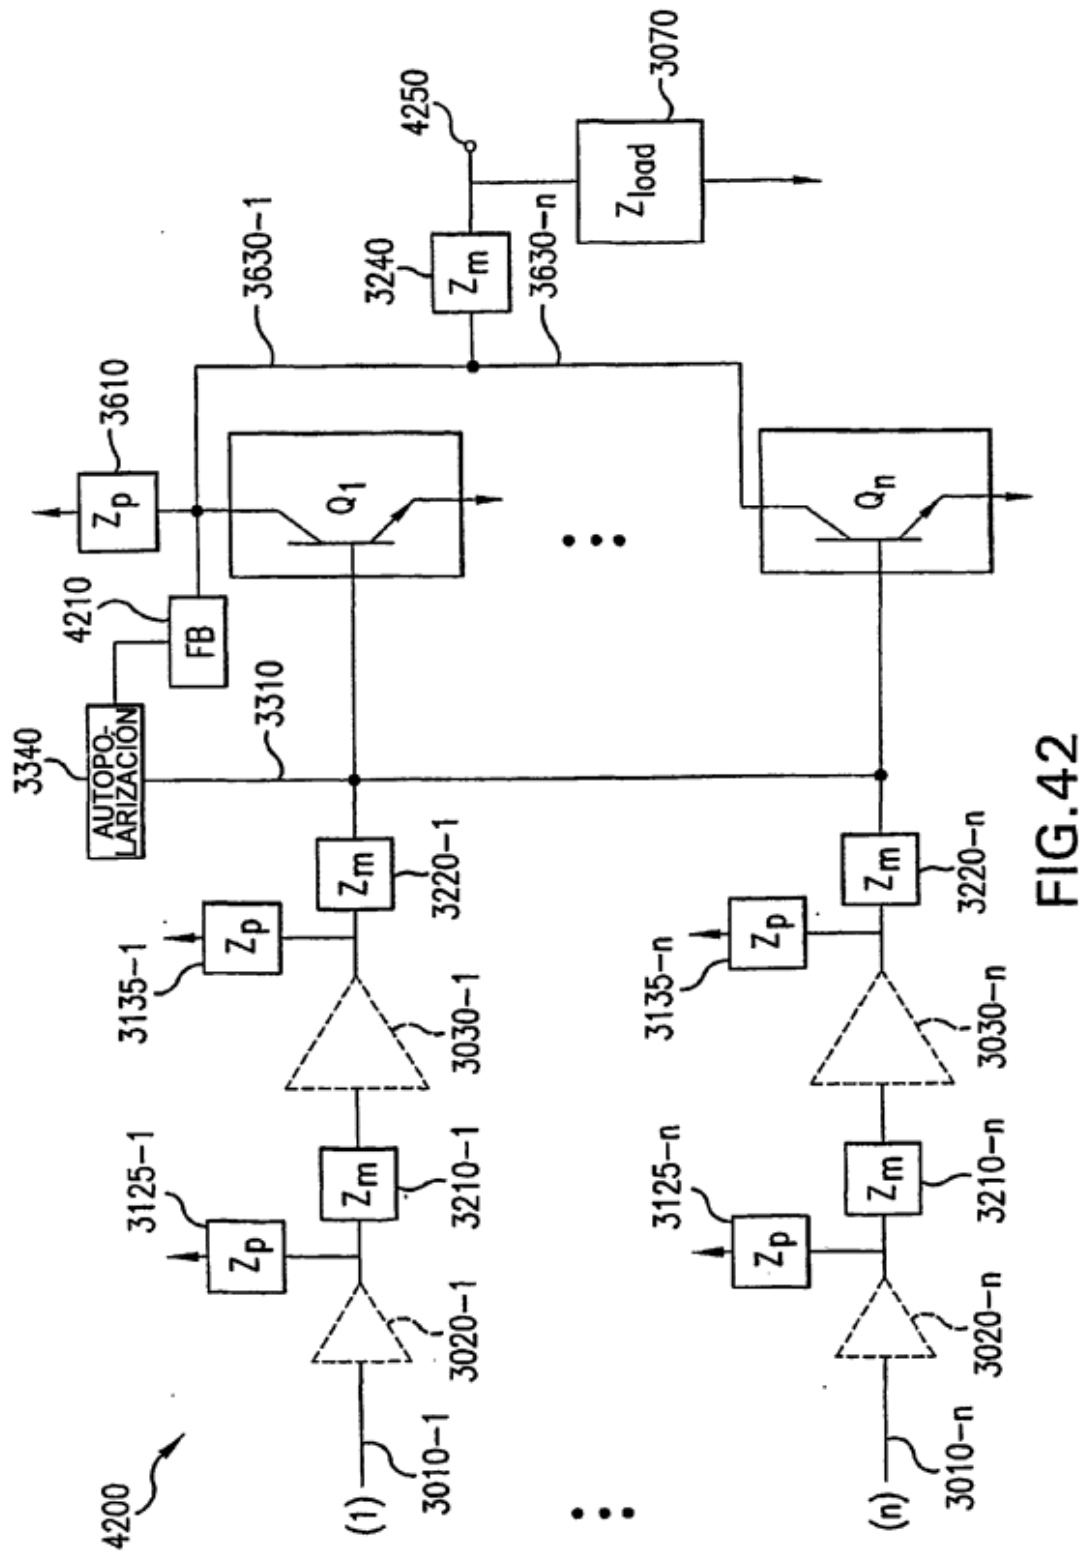 4200
3340
AUTOPO-
LARIZACIÓN
4210
FB
3610
Zp
3630-1
4250
3070
Zload
3240
Zm
3630-n
3310
Q1
Qn
3125-1
Zp
3135-1
Zp
(1)
3010-1
3020-1
Zm
3210-1
3030-1
Zm
3220-1
3125-n
Zp
3135-n
Zp
(n)
3010-n
3020-n
Zm
3210-n
3030-n
Zm
3220-n
FIG.42